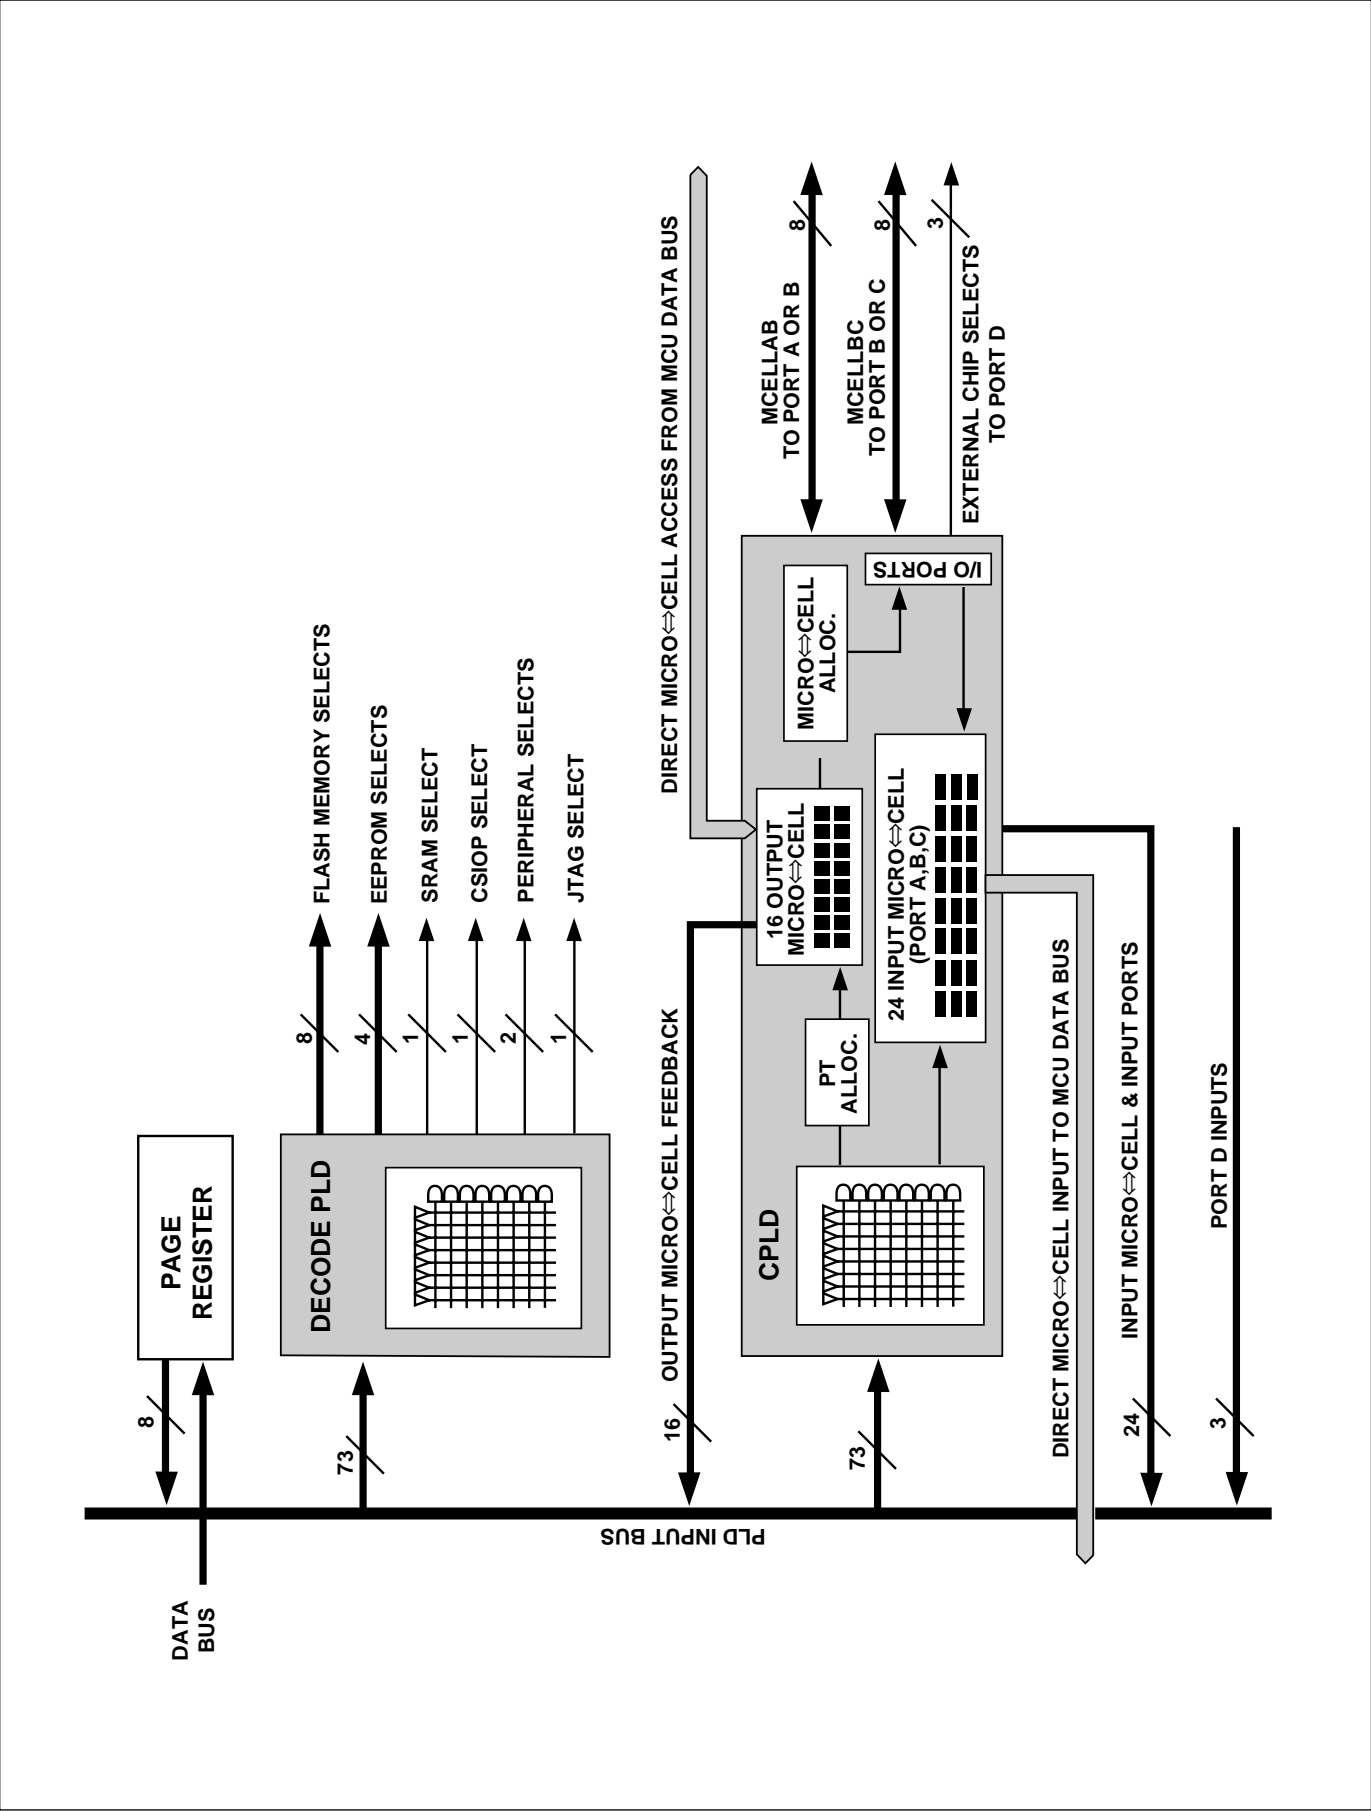 DATA
BUS
8
PAGE
REGISTER
73
DECODE PLD
8
FLASH MEMORY SELECTS
4
EEPROM SELECTS
1
SRAM SELECT
1
CSIOP SELECT
2
PERIPHERAL SELECTS
1
JTAG SELECT
PLD INPUT BUS
16
OUTPUT MICRO⇔CELL FEEDBACK
DIRECT MICRO⇔CELL ACCESS FROM MCU DATA BUS
73
CPLD
PT
ALLOC.
16 OUTPUT
MICRO⇔CELL
MICRO⇔CELL
ALLOC.
24 INPUT MICRO⇔CELL
(PORT A,B,C)
I/O PORTS
MCELLAB
TO PORT A OR B
8
MCELLBC
TO PORT B OR C
8
EXTERNAL CHIP SELECTS
TO PORT D
3
DIRECT MICRO⇔CELL INPUT TO MCU DATA BUS
24
INPUT MICRO⇔CELL & INPUT PORTS
3
PORT D INPUTS